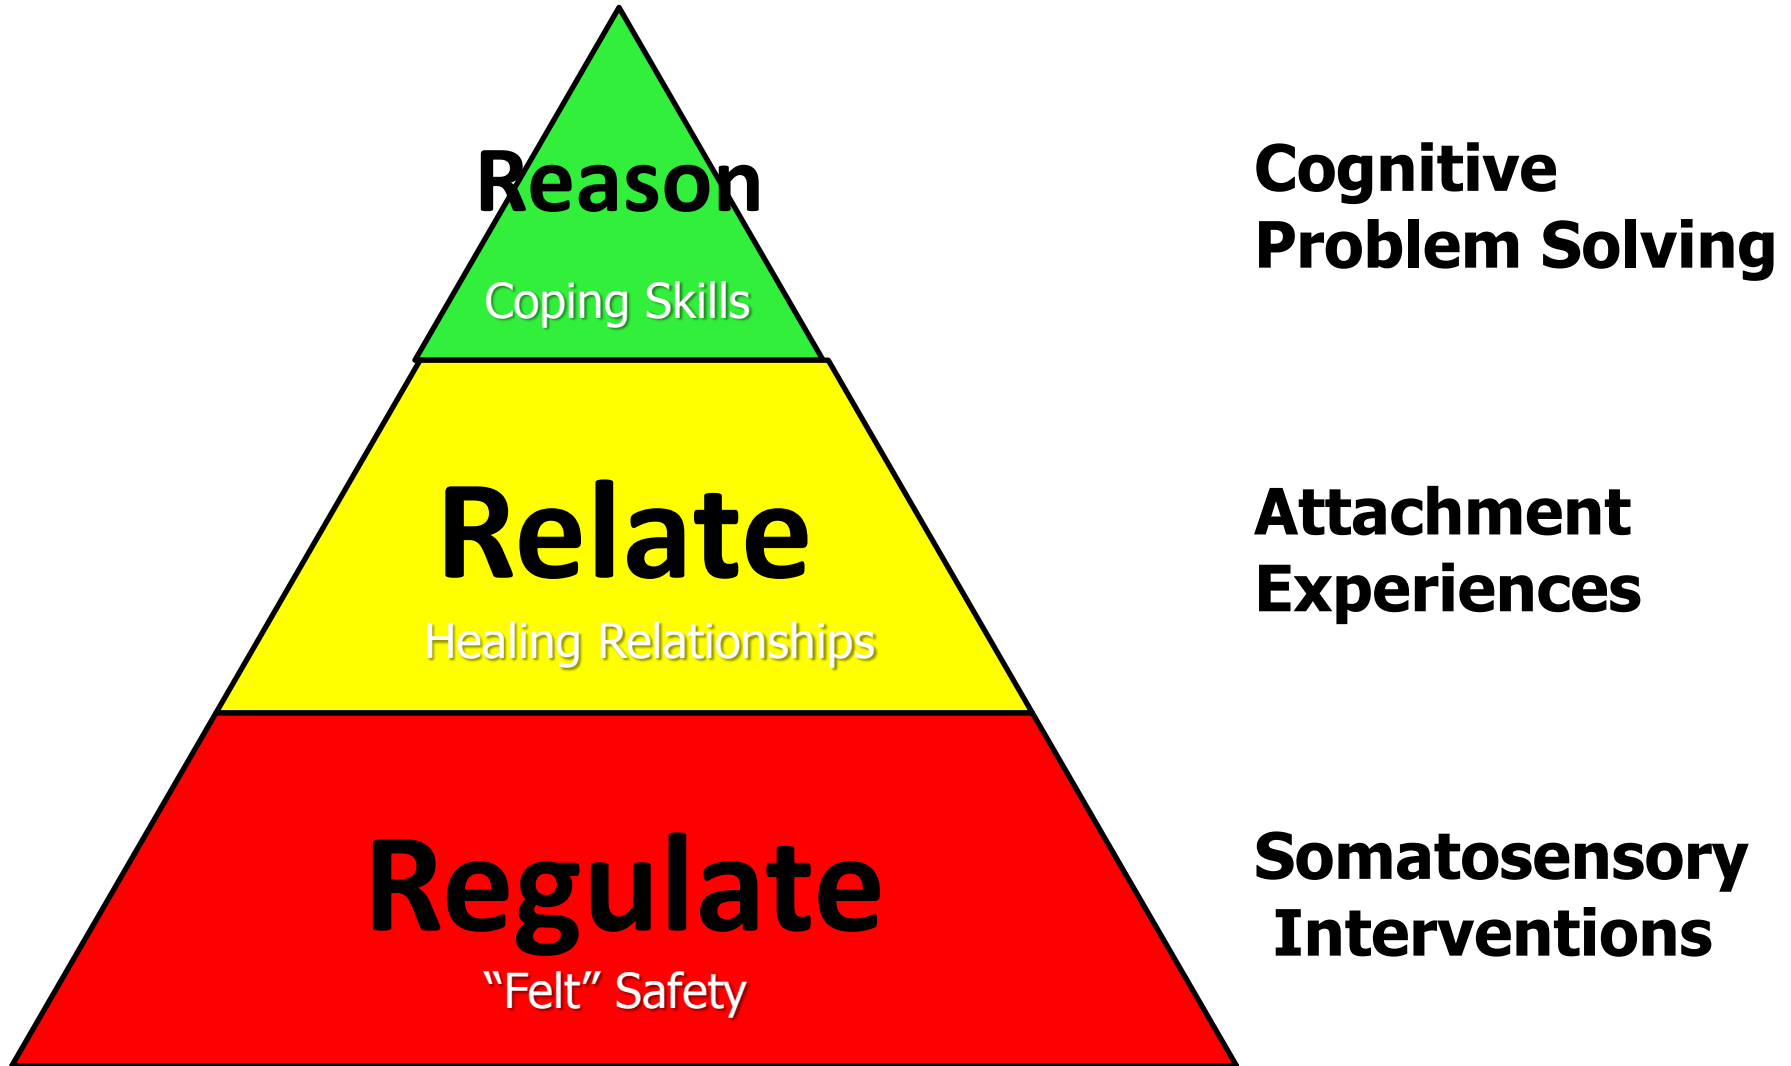 Reason
Coping Skills
Cognitive
Problem Solving
Relate
Healing Relationships
Attachment
Experiences
Regulate
“Felt” Safety
Somatosensory
Interventions